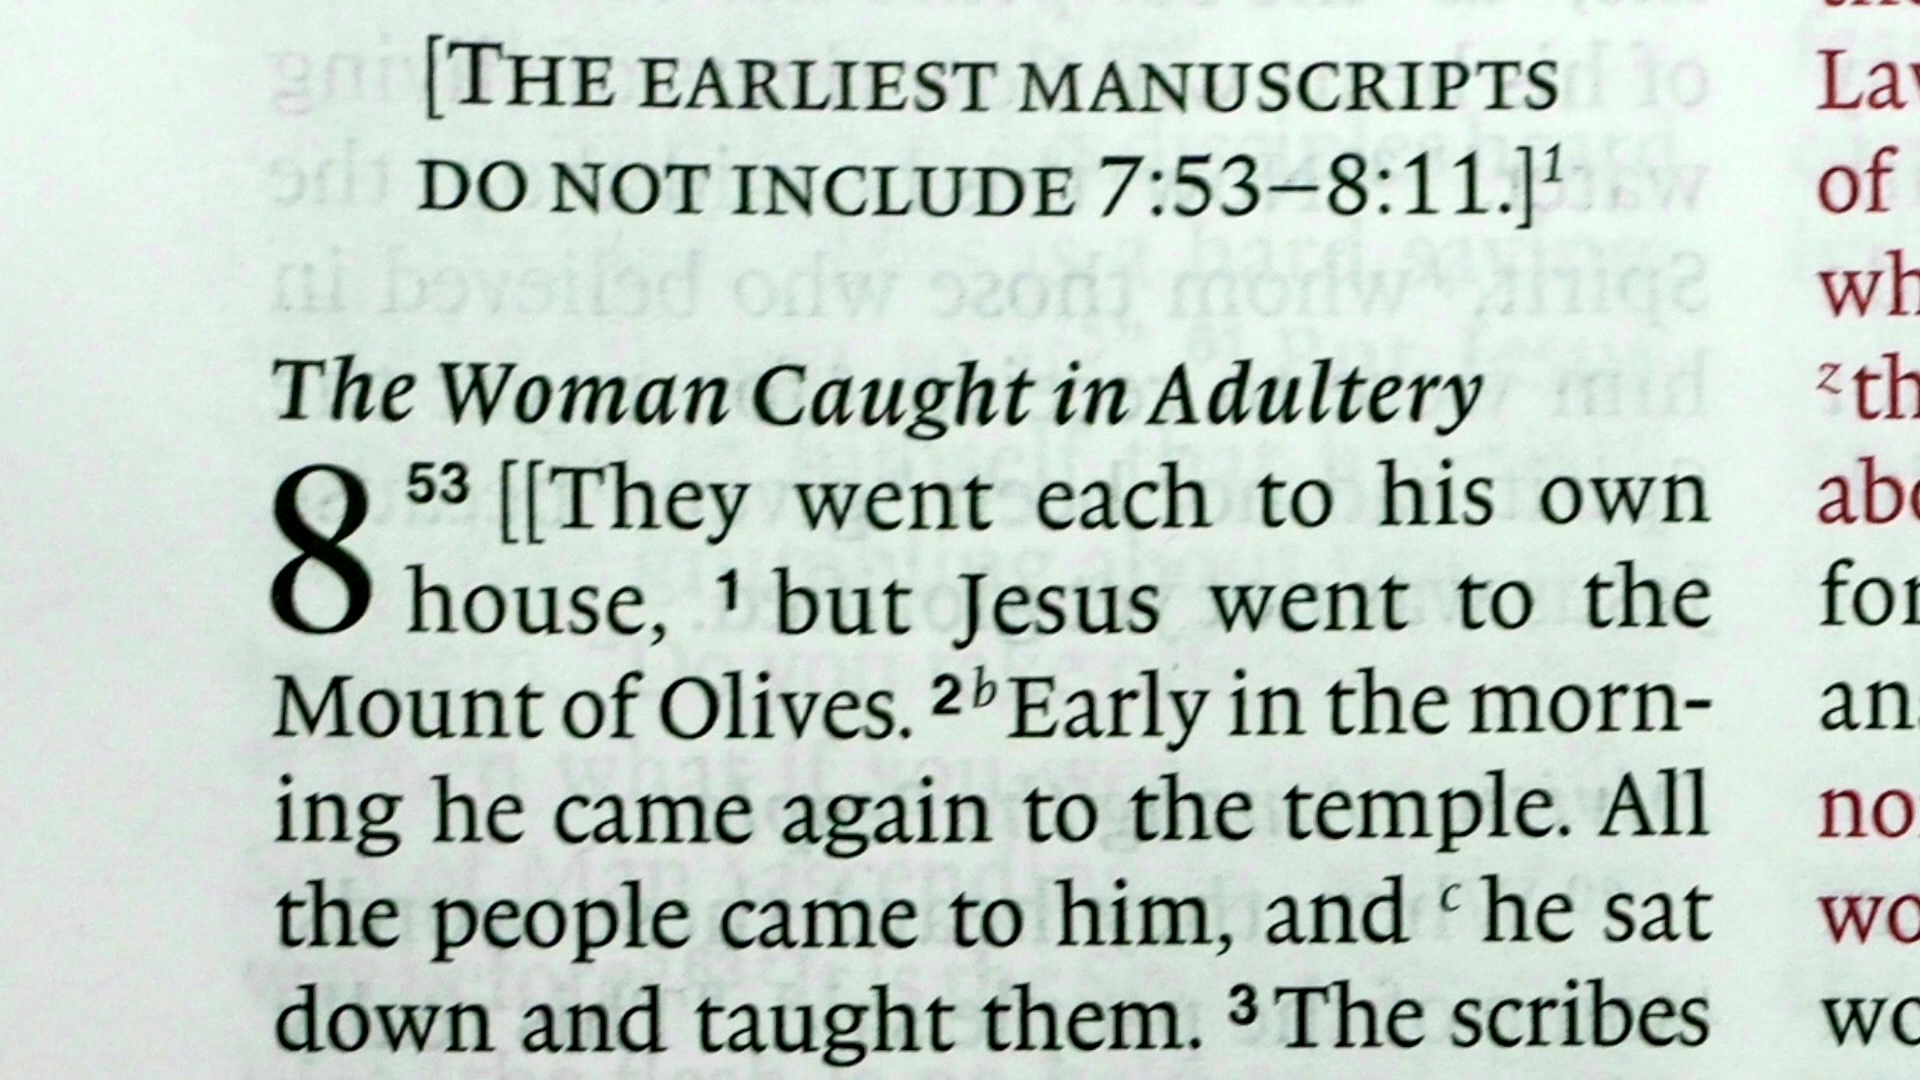 [THE EARLIEST MANUSCRIPTS
DO NOT INCLUDE 7:53–8:11.]1
The Woman Caught in Adultery
8 53 [[They went each to his own
house, 1 but Jesus went to the
Mount of Olives. 2 b Early in the morn-
ing he came again to the temple. All
the people came to him, and c he sat
down and taught them. 3 The scribes
of
z th